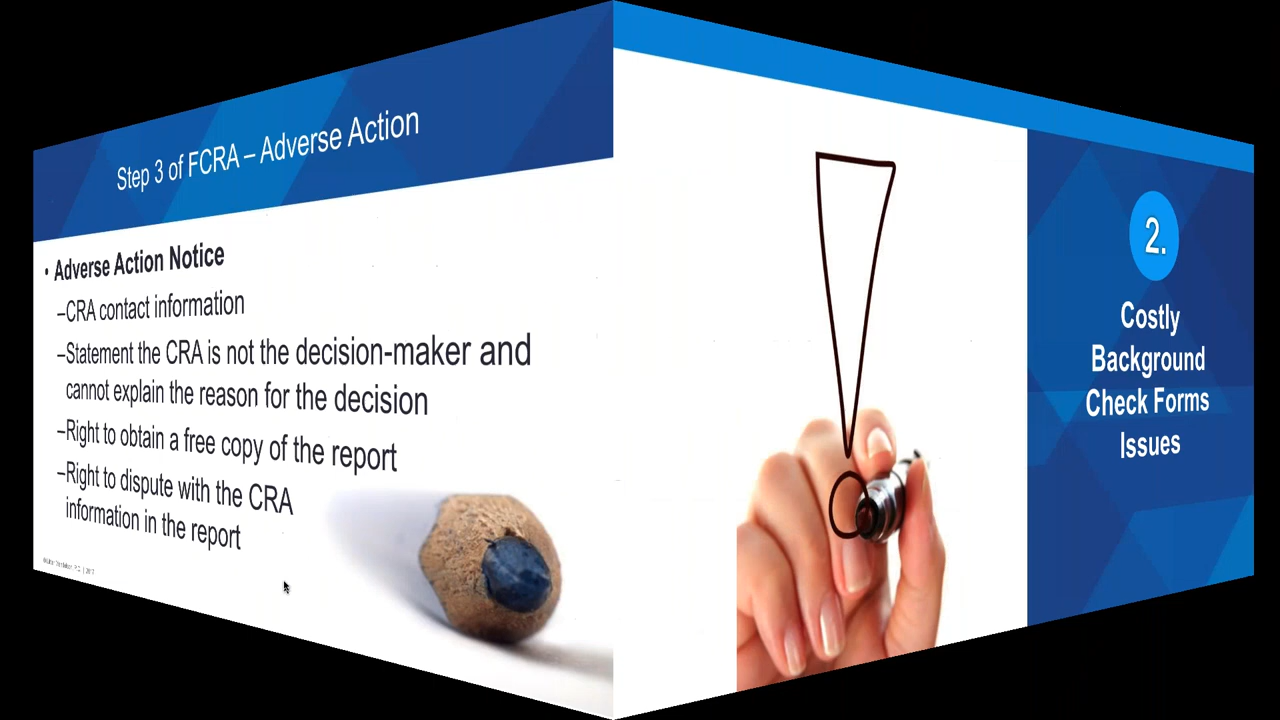 Step 3 of FCRA – Adverse Action
• Adverse Action Notice
–CRA contact information
–Statement the CRA is not the decision-maker and
cannot explain the reason for the decision
–Right to obtain a free copy of the report
–Right to dispute with the CRA
information in the report
2.
Costly
Background
Check Forms
Issues